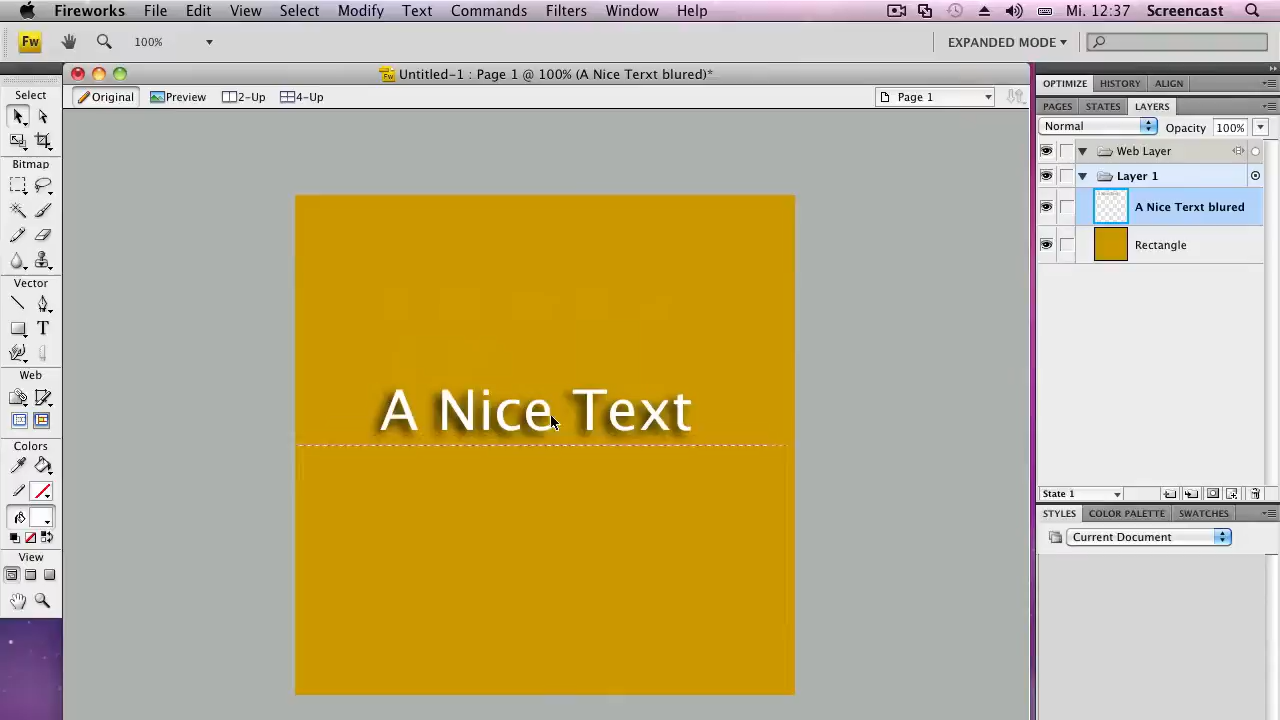 Fireworks File Edit View Select Modify Text Commands Filters Window Help Mi. 12:37 Screencast
Fw 100% EXPANDED MODE
Untitled-1 : Page 1 @ 100% (A Nice Terxt blured)*
Original Preview 2-Up 4-Up Page 1
Select
Bitmap
Vector
T
Web
Colors
View
A Nice Text
OPTIMIZE HISTORY ALIGN
PAGES STATES LAYERS
Normal Opacity 100%
Web Layer
Layer 1
A Nice Terxt blured
Rectangle
State 1
STYLES COLOR PALETTE SWATCHES
Current Document